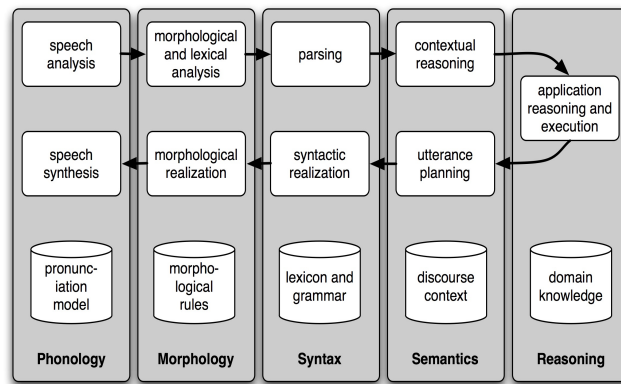 speech
analysis
morphological
and lexical
analysis
parsing
contextual
reasoning
application
reasoning and
execution
speech
synthesis
morphological
realization
syntactic
realization
utterance
planning
pronunc-
iation
model
morpho-
logical
rules
lexicon and
grammar
discourse
context
domain
knowledge
Phonology
Morphology
Syntax
Semantics
Reasoning